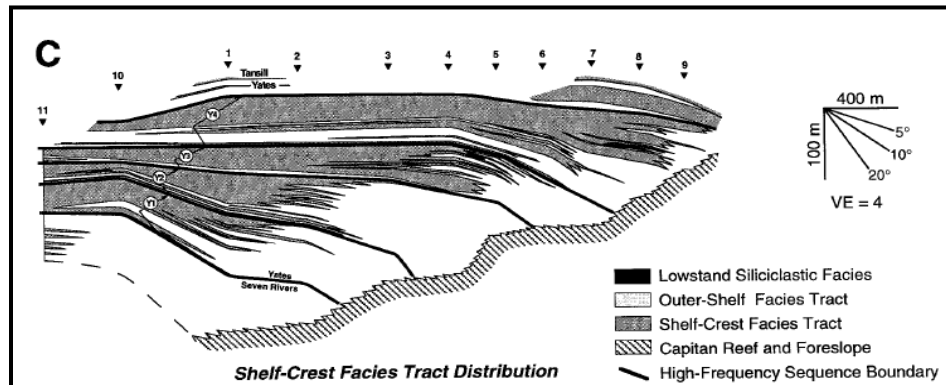 C
1 2 3 4 5 6 7 8 9
10
11
Tansill
Yates
Y4
Y3
Y2
Y1
Yates
Seven Rivers
400 m
100 m
5°
10°
20°
VE = 4
Lowstand Siliciclastic Facies
Outer-Shelf Facies Tract
Shelf-Crest Facies Tract
Capitan Reef and Foreslope
High-Frequency Sequence Boundary
Shelf-Crest Facies Tract Distribution